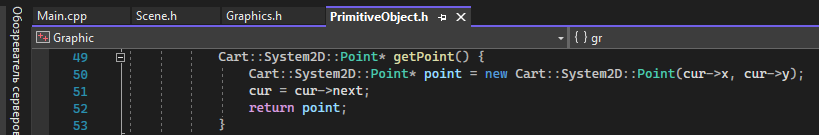 Обозреватель серверов
Main.cpp Scene.h Graphics.h PrimitiveObject.h
Graphic {} gr
49 Cart::System2D::Point* getPoint() {
50 Cart::System2D::Point* point = new Cart::System2D::Point(cur->x, cur->y);
51 cur = cur->next;
52 return point;
53 }